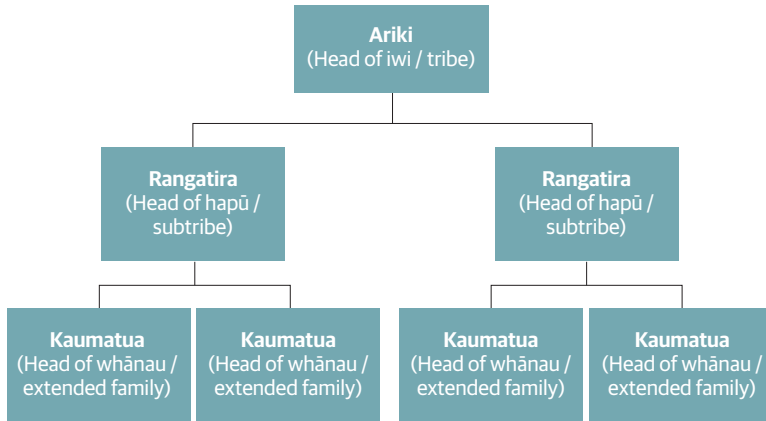 Ariki
(Head of iwi / tribe)
Rangatira
(Head of hapū /
subtribe)
Rangatira
(Head of hapū /
subtribe)
Kaumatua
(Head of whānau /
extended family)
Kaumatua
(Head of whānau /
extended family)
Kaumatua
(Head of whānau /
extended family)
Kaumatua
(Head of whānau /
extended family)